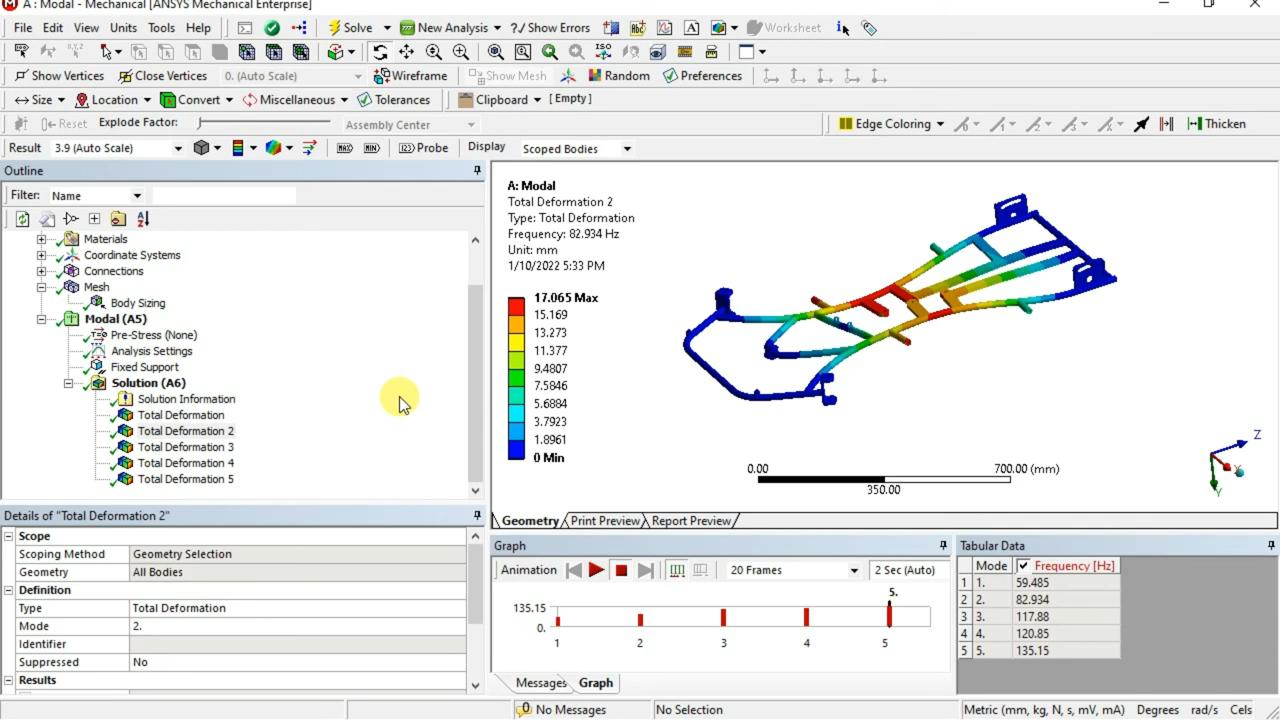 A : Modal - Mechanical [ANSYS Mechanical Enterprise]
File Edit View Units Tools Help Solve New Analysis ?/ Show Errors Worksheet
Show Vertices Close Vertices 0. (Auto Scale) Wireframe Show Mesh Random Preferences
Size Location Convert Miscellaneous Tolerances Clipboard [ Empty ]
Reset Explode Factor: Assembly Center Edge Coloring Thicken
Result 3.9 (Auto Scale) MAX MIN Probe Display Scoped Bodies
Outline
Filter: Name
Materials
Coordinate Systems
Connections
Mesh
Body Sizing
Modal (A5)
Pre-Stress (None)
Analysis Settings
Fixed Support
Solution (A6)
Solution Information
Total Deformation
Total Deformation 2
Total Deformation 3
Total Deformation 4
Total Deformation 5
Details of "Total Deformation 2"
Scope
Scoping Method Geometry Selection
Geometry All Bodies
Definition
Type Total Deformation
Mode 2.
Identifier
Suppressed No
Results
A: Modal
Total Deformation 2
Type: Total Deformation
Frequency: 82.934 Hz
Unit: mm
1/10/2022 5:33 PM
17.065 Max
15.169
13.273
11.377
9.4807
7.5846
5.6884
3.7923
1.8961
0 Min
0.00 700.00 (mm)
350.00
Z
X
Y
Geometry Print Preview Report Preview
Graph
Animation 20 Frames 2 Sec (Auto)
5.
135.15
0.
1 2 3 4 5
Messages Graph
Tabular Data
Mode Frequency [Hz]
1 1. 59.485
2 2. 82.934
3 3. 117.88
4 4. 120.85
5 5. 135.15
No Messages No Selection Metric (mm, kg, N, s, mV, mA) Degrees rad/s Cels